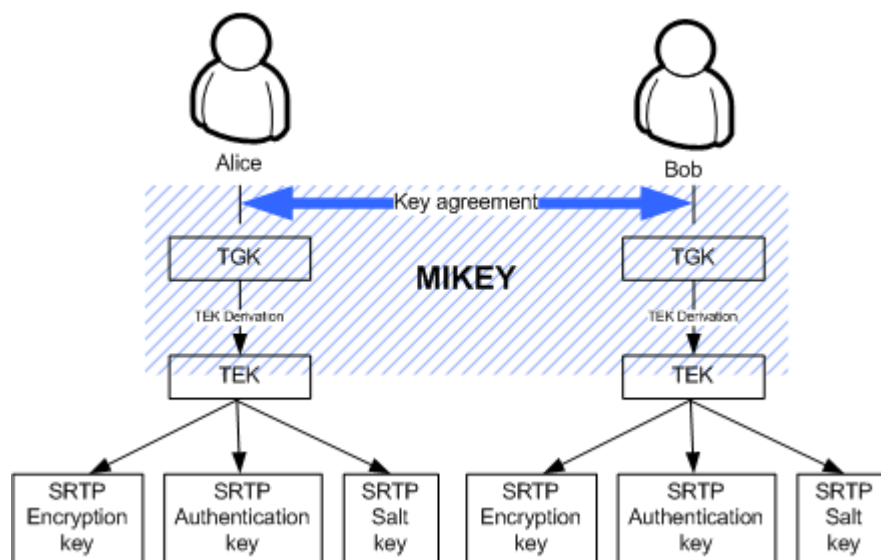 Alice
Bob
Key agreement
TGK
TGK
MIKEY
TEK Derivation
TEK Derivation
TEK
TEK
SRTP
Encryption
key
SRTP
Authentication
key
SRTP
Salt
key
SRTP
Encryption
key
SRTP
Authentication
key
SRTP
Salt
key